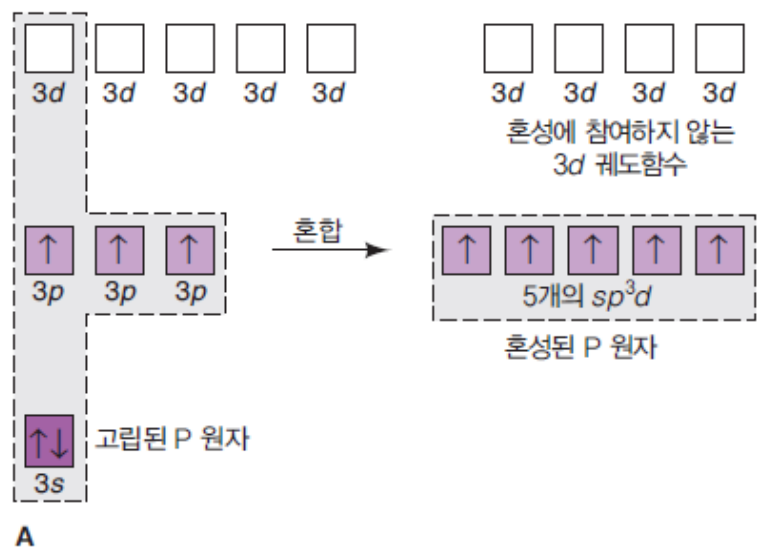 3d 3d 3d 3d 3d
3d 3d 3d 3d
혼성에 참여하지 않는
3d 궤도함수
↑ ↑ ↑
3p 3p 3p
혼합
↑ ↑ ↑ ↑ ↑
5개의 sp³d
혼성된 P 원자
↑↓
3s
고립된 P 원자
A